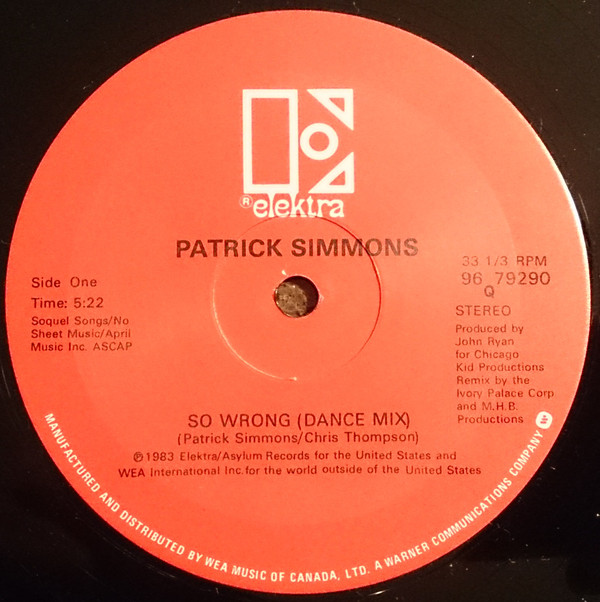 ® elektra
PATRICK SIMMONS
Side One
Time: 5:22
Soquel Songs/No
Sheet Music/April
Music Inc. ASCAP
33 1/3 RPM
96 79290
Q
STEREO
Produced by
John Ryan
for Chicago
Kid Productions
Remix by the
Ivory Palace Corp
and M.H.B.
Productions
SO WRONG (DANCE MIX)
(Patrick Simmons/Chris Thompson)
℗ 1983 Elektra/Asylum Records for the United States and
WEA International Inc. for the world outside of the United States
MANUFACTURED AND DISTRIBUTED BY WEA MUSIC OF CANADA, LTD. A WARNER COMMUNICATIONS COMPANY